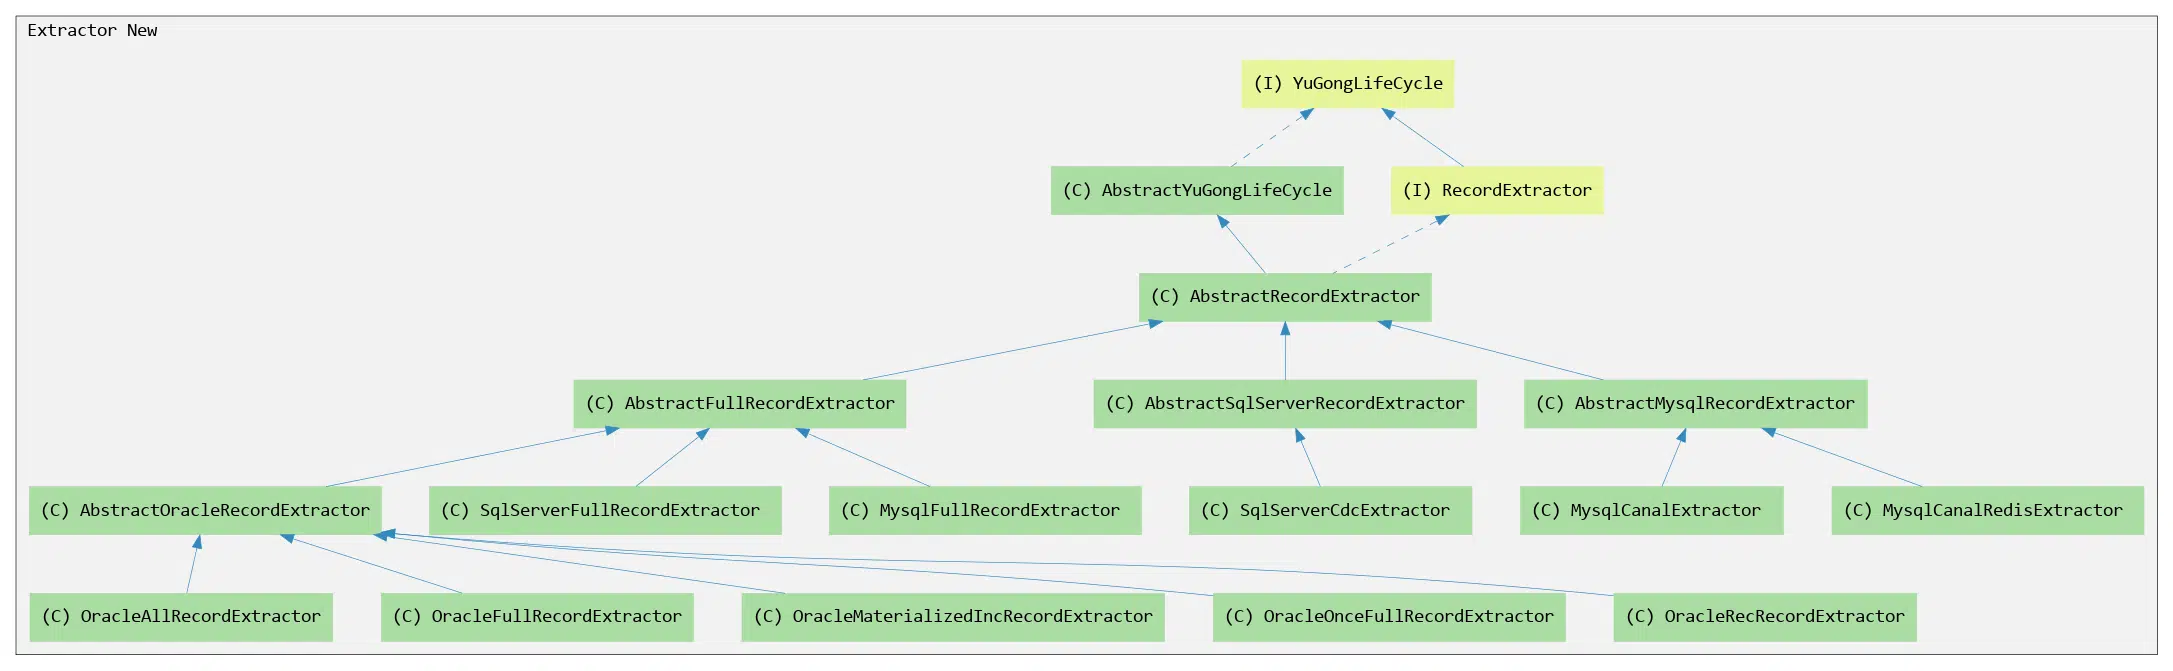 Extractor New
(I) YuGongLifeCycle
(C) AbstractYuGongLifeCycle
(I) RecordExtractor
(C) AbstractRecordExtractor
(C) AbstractFullRecordExtractor
(C) AbstractSqlServerRecordExtractor
(C) AbstractMysqlRecordExtractor
(C) AbstractOracleRecordExtractor
(C) SqlServerFullRecordExtractor
(C) MysqlFullRecordExtractor
(C) SqlServerCdcExtractor
(C) MysqlCanalExtractor
(C) MysqlCanalRedisExtractor
(C) OracleAllRecordExtractor
(C) OracleFullRecordExtractor
(C) OracleMaterializedIncRecordExtractor
(C) OracleOnceFullRecordExtractor
(C) OracleRecRecordExtractor